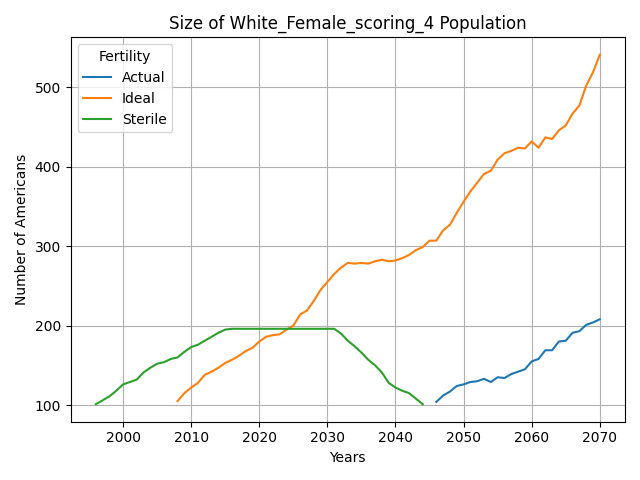 Size of White_Female_scoring_4 Population
Fertility
Actual
Ideal
Sterile
Number of Americans
500
400
300
200
100
2000 2010 2020 2030 2040 2050 2060 2070
Years